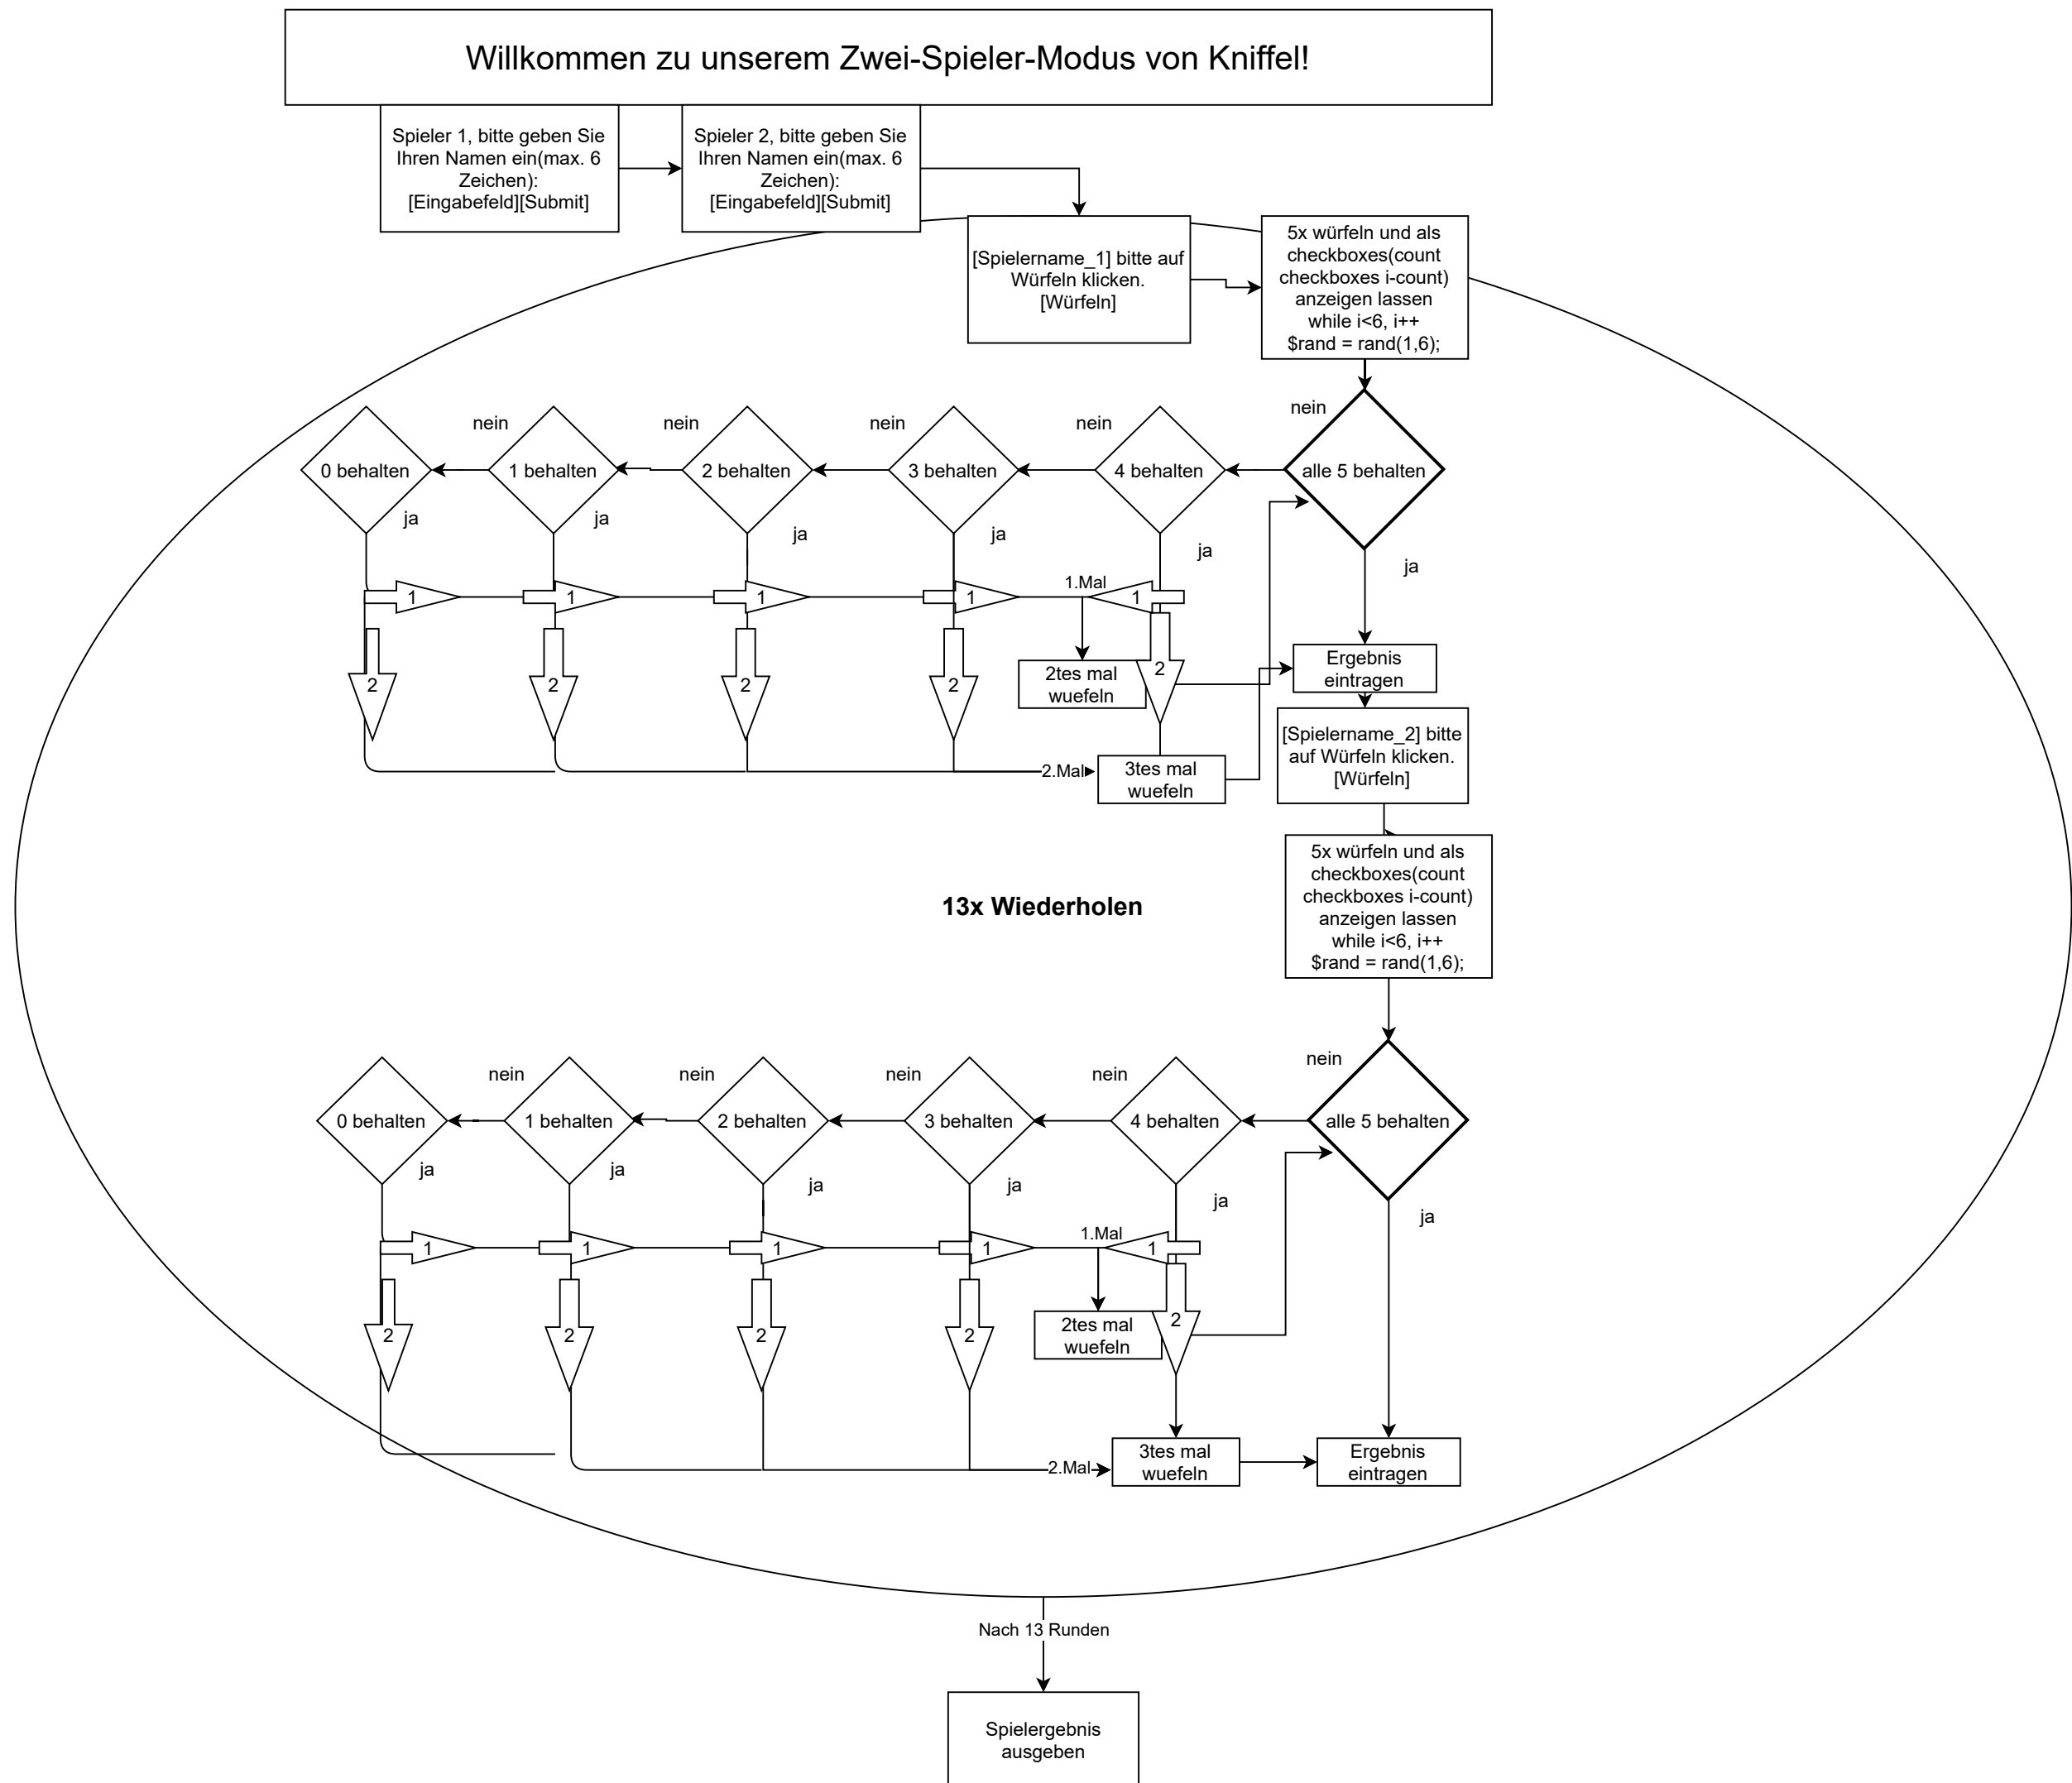 Willkommen zu unserem Zwei-Spieler-Modus von Kniffel!
Spieler 1, bitte geben Sie
Ihren Namen ein(max. 6
Zeichen):
[Eingabefeld][Submit]
Spieler 2, bitte geben Sie
Ihren Namen ein(max. 6
Zeichen):
[Eingabefeld][Submit]
[Spielername_1] bitte auf
Würfeln klicken.
[Würfeln]
5x würfeln und als
checkboxes(count
checkboxes i-count)
anzeigen lassen
while i<6, i++
$rand = rand(1,6);
nein
nein
nein
nein
nein
0 behalten
1 behalten
2 behalten
3 behalten
4 behalten
alle 5 behalten
ja
ja
ja
ja
ja
ja
1.Mal
1
1
1
1
1
2tes mal
wuefeln
2
2
2
2
2
Ergebnis
eintragen
[Spielername_2] bitte
auf Würfeln klicken.
[Würfeln]
2.Mal
3tes mal
wuefeln
5x würfeln und als
checkboxes(count
checkboxes i-count)
anzeigen lassen
while i<6, i++
$rand = rand(1,6);
13x Wiederholen
nein
nein
nein
nein
nein
0 behalten
1 behalten
2 behalten
3 behalten
4 behalten
alle 5 behalten
ja
ja
ja
ja
ja
ja
1.Mal
1
1
1
1
1
2tes mal
wuefeln
2
2
2
2
2
2.Mal
3tes mal
wuefeln
Ergebnis
eintragen
Nach 13 Runden
Spielergebnis
ausgeben